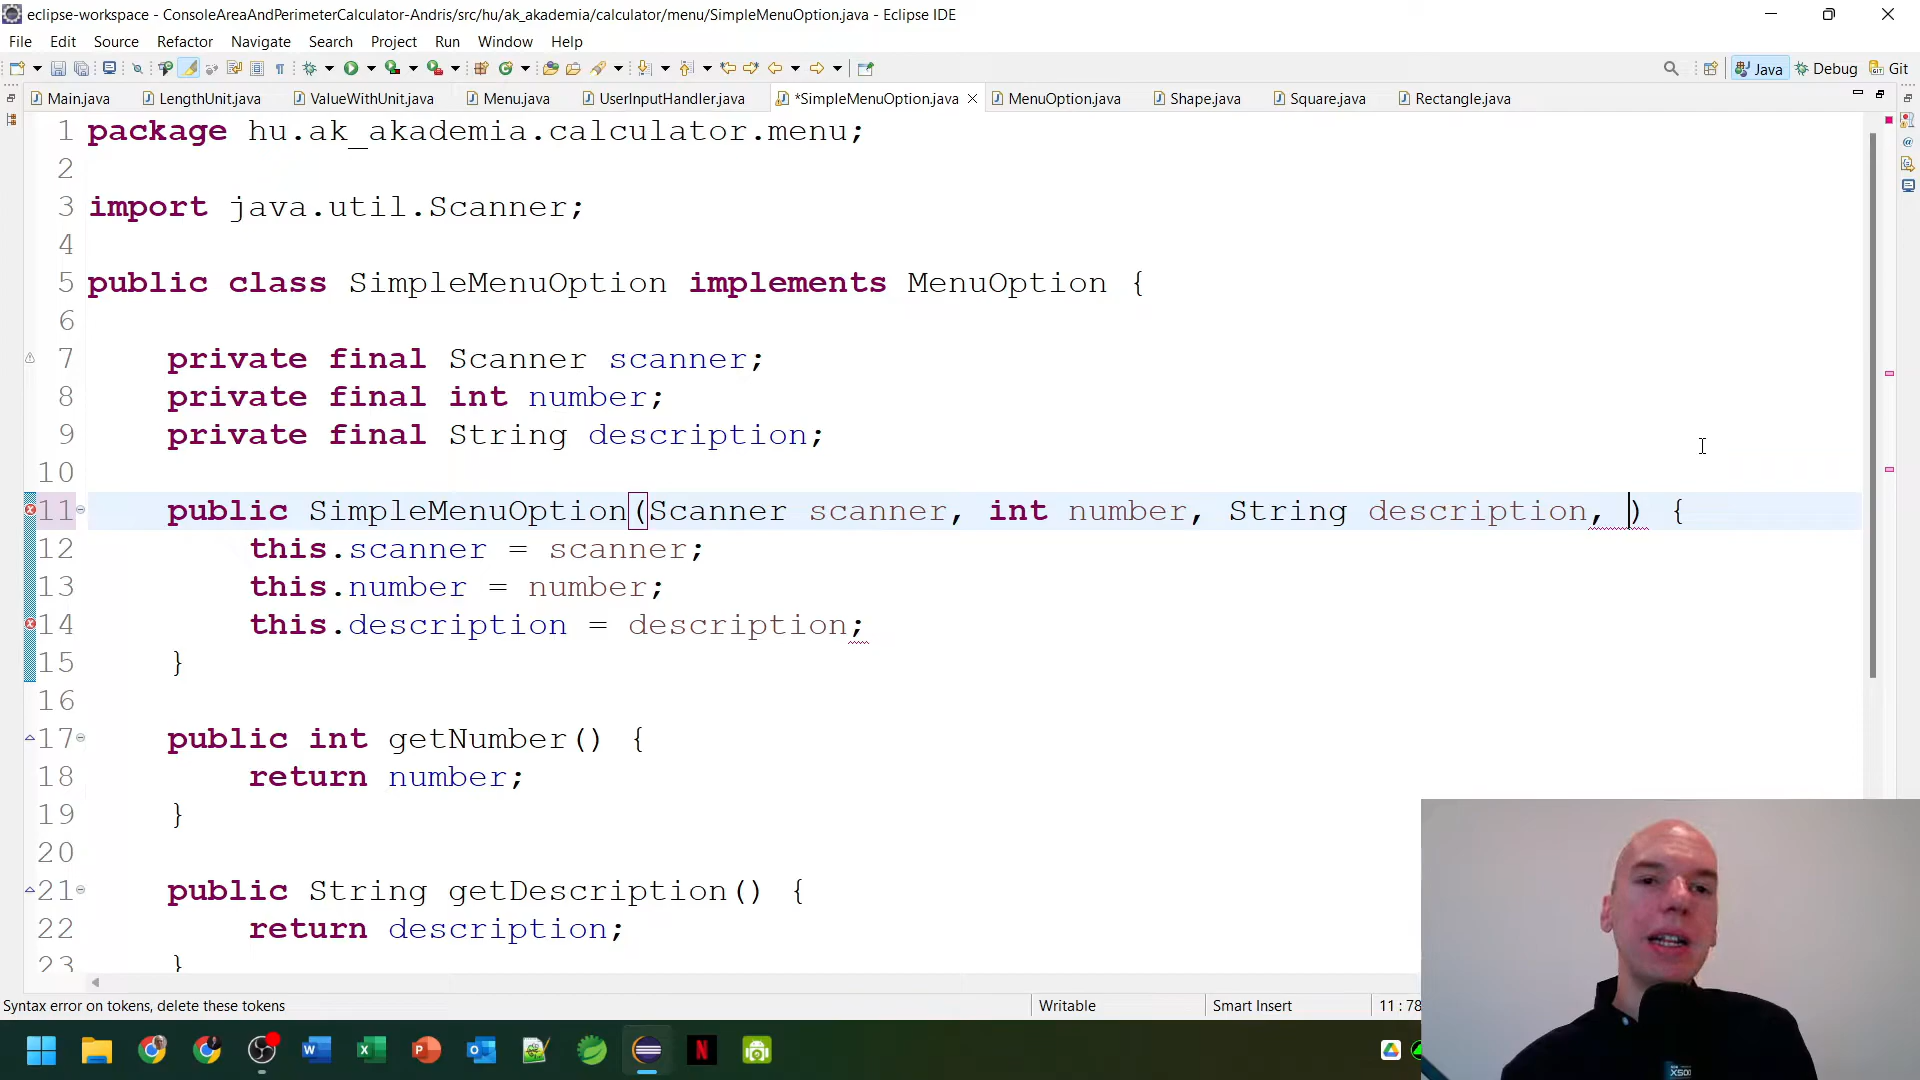 eclipse-workspace - ConsoleAreaAndPerimeterCalculator-Andris/src/hu/ak_akademia/calculator/menu/SimpleMenuOption.java - Eclipse IDE
File Edit Source Refactor Navigate Search Project Run Window Help
Java Debug Git
Main.java LengthUnit.java ValueWithUnit.java Menu.java UserInputHandler.java *SimpleMenuOption.java MenuOption.java Shape.java Square.java Rectangle.java
1 package hu.ak_akademia.calculator.menu;
2
3 import java.util.Scanner;
4
5 public class SimpleMenuOption implements MenuOption {
6
7 private final Scanner scanner;
8 private final int number;
9 private final String description;
10
11 public SimpleMenuOption(Scanner scanner, int number, String description, ) {
12 this.scanner = scanner;
13 this.number = number;
14 this.description = description;
15 }
16
17 public int getNumber() {
18 return number;
19 }
20
21 public String getDescription() {
22 return description;
23 }
Syntax error on tokens, delete these tokens Writable Smart Insert 11 : 78